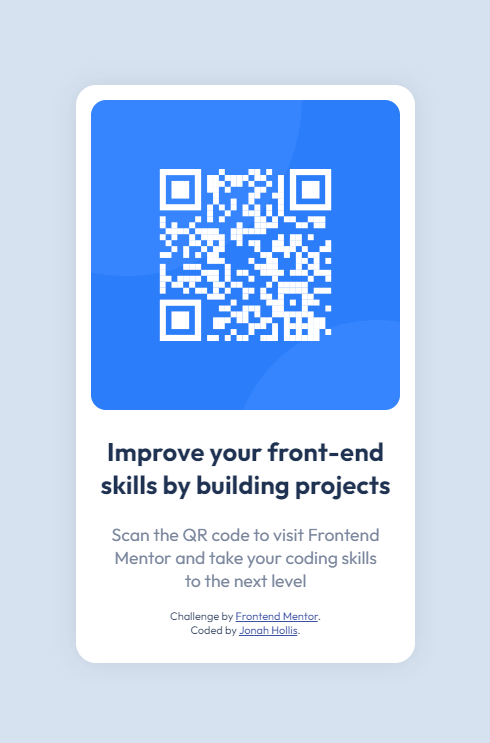 Improve your front-end
skills by building projects
Scan the QR code to visit Frontend
Mentor and take your coding skills
to the next level
Challenge by Frontend Mentor.
Coded by Jonah Hollis.